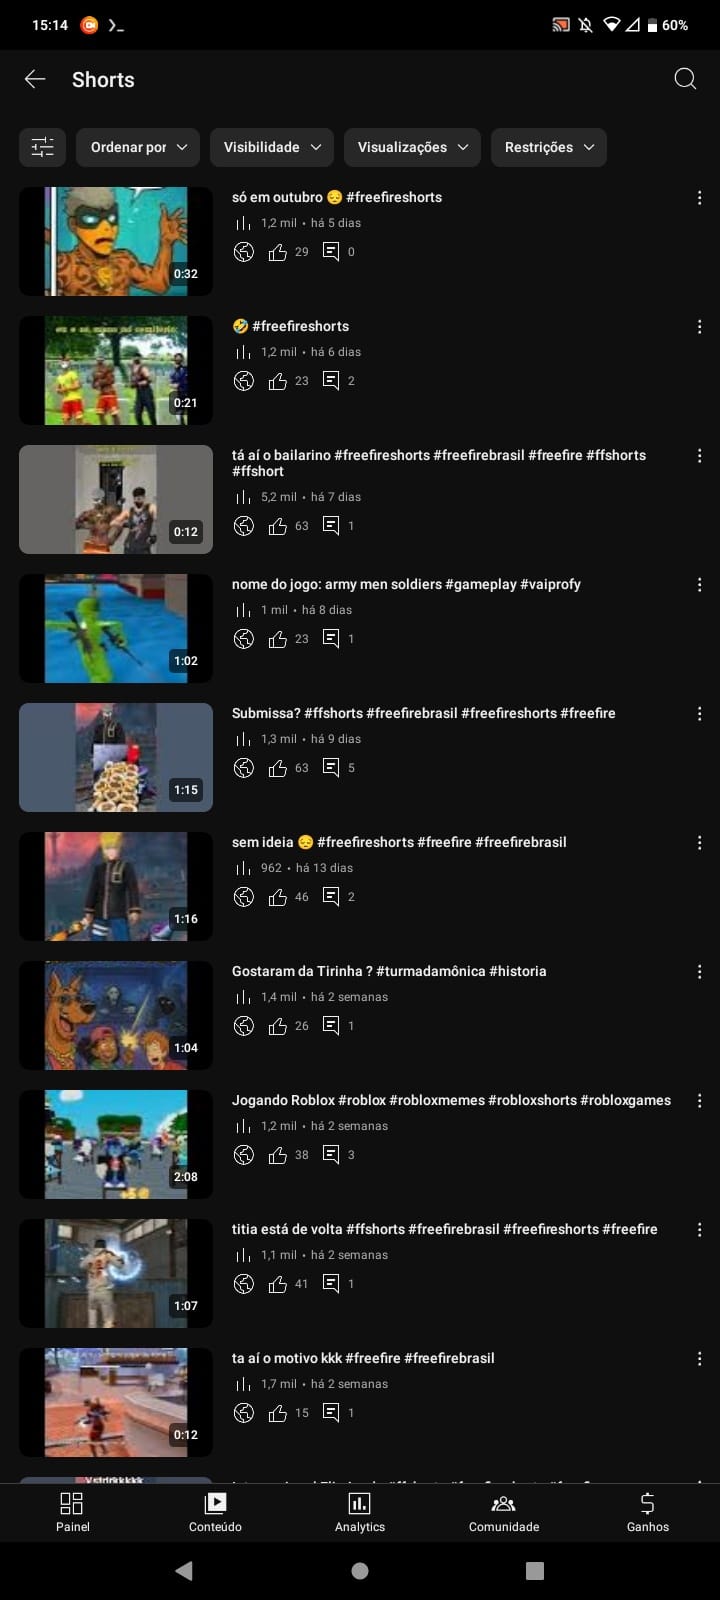 15:14
60%
Shorts
Ordenar por
Visibilidade
Visualizações
Restrições
só em outubro 😔 #freefireshorts
1,2 mil • há 5 dias
0:32
29
0
🤣 #freefireshorts
1,2 mil • há 6 dias
0:21
23
2
tá aí o bailarino #freefireshorts #freefirebrasil #freefire #ffshorts
#ffshort
5,2 mil • há 7 dias
0:12
63
1
nome do jogo: army men soldiers #gameplay #vaiprofy
1 mil • há 8 dias
1:02
23
1
Submissa? #ffshorts #freefirebrasil #freefireshorts #freefire
1,3 mil • há 9 dias
1:15
63
5
sem ideia 😔 #freefireshorts #freefire #freefirebrasil
962 • há 13 dias
1:16
46
2
Gostaram da Tirinha ? #turmadamônica #historia
1,4 mil • há 2 semanas
1:04
26
1
Jogando Roblox #roblox #robloxmemes #robloxshorts #robloxgames
1,2 mil • há 2 semanas
2:08
38
3
titia está de volta #ffshorts #freefirebrasil #freefireshorts #freefire
1,1 mil • há 2 semanas
1:07
41
1
ta aí o motivo kkk #freefire #freefirebrasil
1,7 mil • há 2 semanas
0:12
15
1
Painel
Conteúdo
Analytics
Comunidade
Ganhos